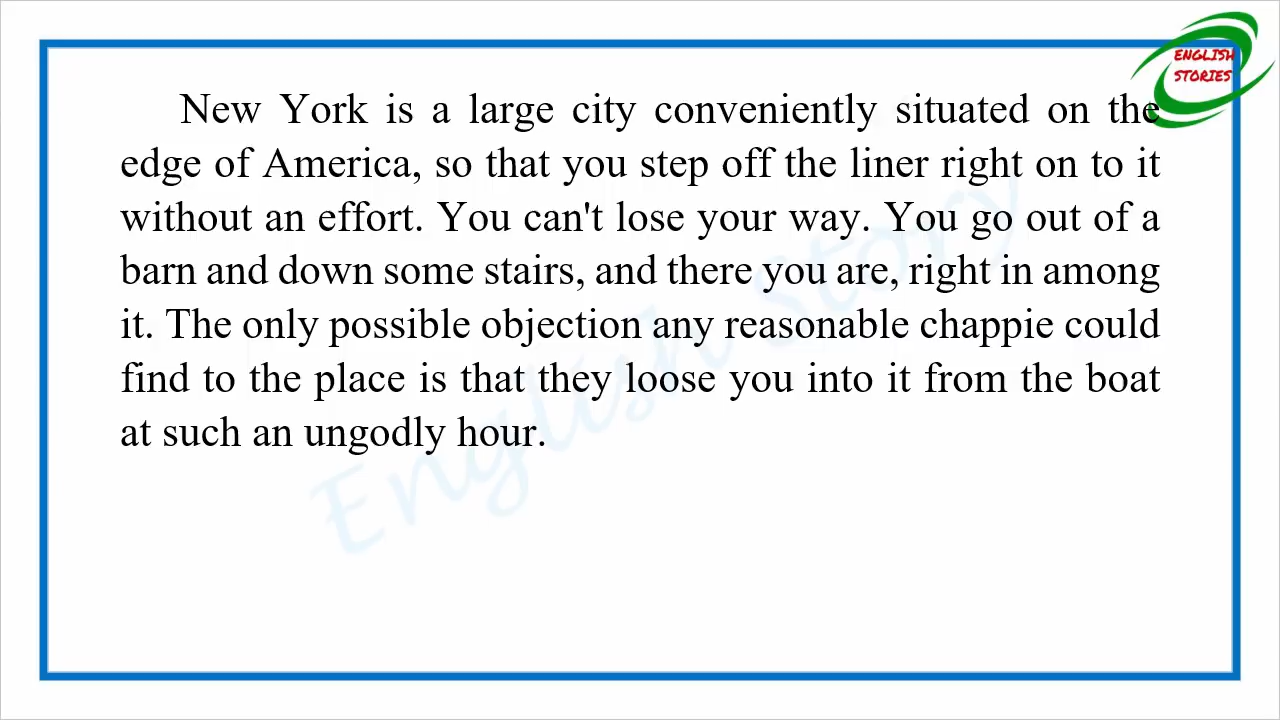 ENGLISH
STORIES
New York is a large city conveniently situated on the
edge of America, so that you step off the liner right on to it
without an effort. You can't lose your way. You go out of a
barn and down some stairs, and there you are, right in among
it. The only possible objection any reasonable chappie could
find to the place is that they loose you into it from the boat
at such an ungodly hour.
English Story